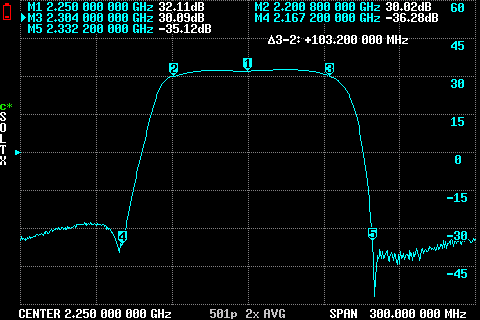 M1 2.250 000 000 GHz 32.11dB M2 2.200 800 000 GHz 30.02dB
M3 2.304 000 000 GHz 30.09dB M4 2.167 200 000 GHz -36.28dB
M5 2.332 200 000 GHz -35.12dB
Δ3-2: +103.200 000 MHz
60
45
30
15
0
-15
-30
-45
2
1
3
4
5
C*
S
O
L
T
CENTER 2.250 000 000 GHz 501p 2x AVG SPAN 300.000 000 MHz